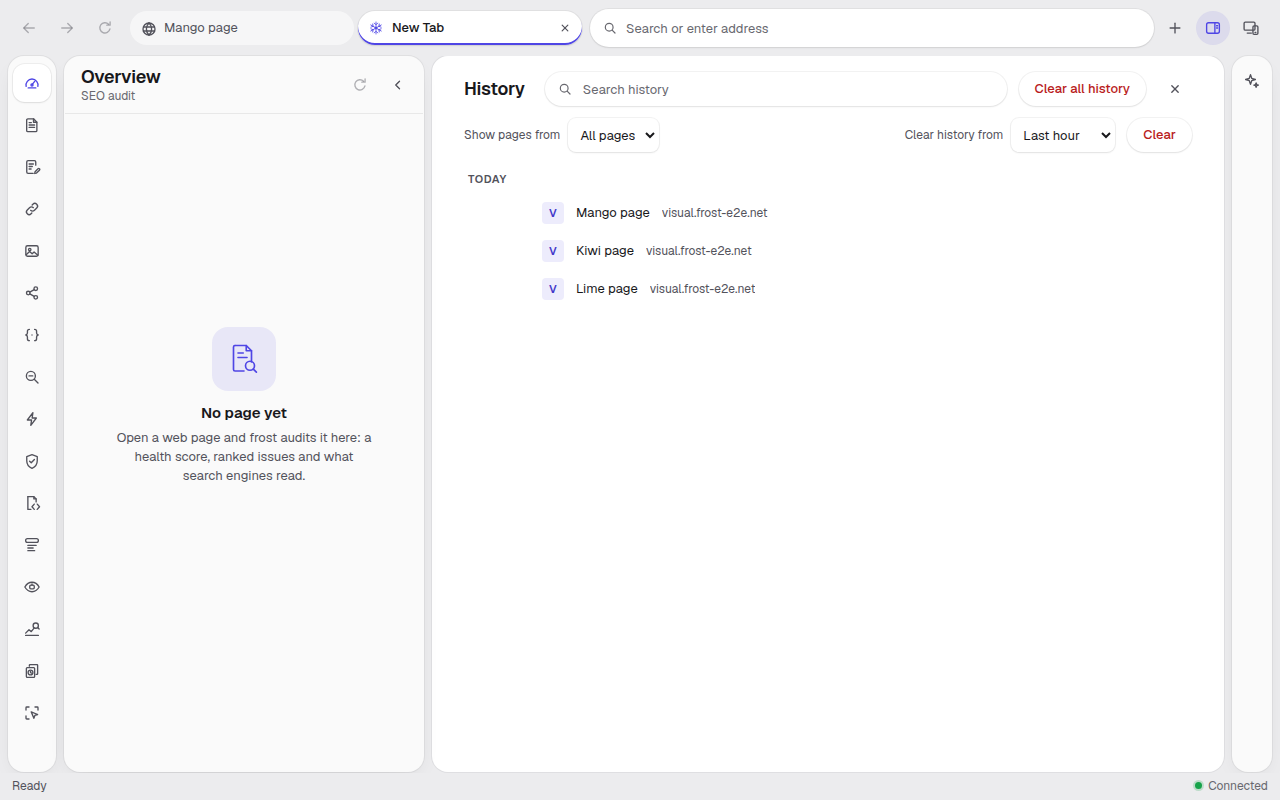 Mango page
New Tab
Search or enter address
Overview
SEO audit
No page yet
Open a web page and frost audits it here: a
health score, ranked issues and what
search engines read.
History
Search history
Clear all history
Show pages from
All pages
Clear history from
Last hour
Clear
TODAY
V Mango page visual.frost-e2e.net
V Kiwi page visual.frost-e2e.net
V Lime page visual.frost-e2e.net
Ready
Connected